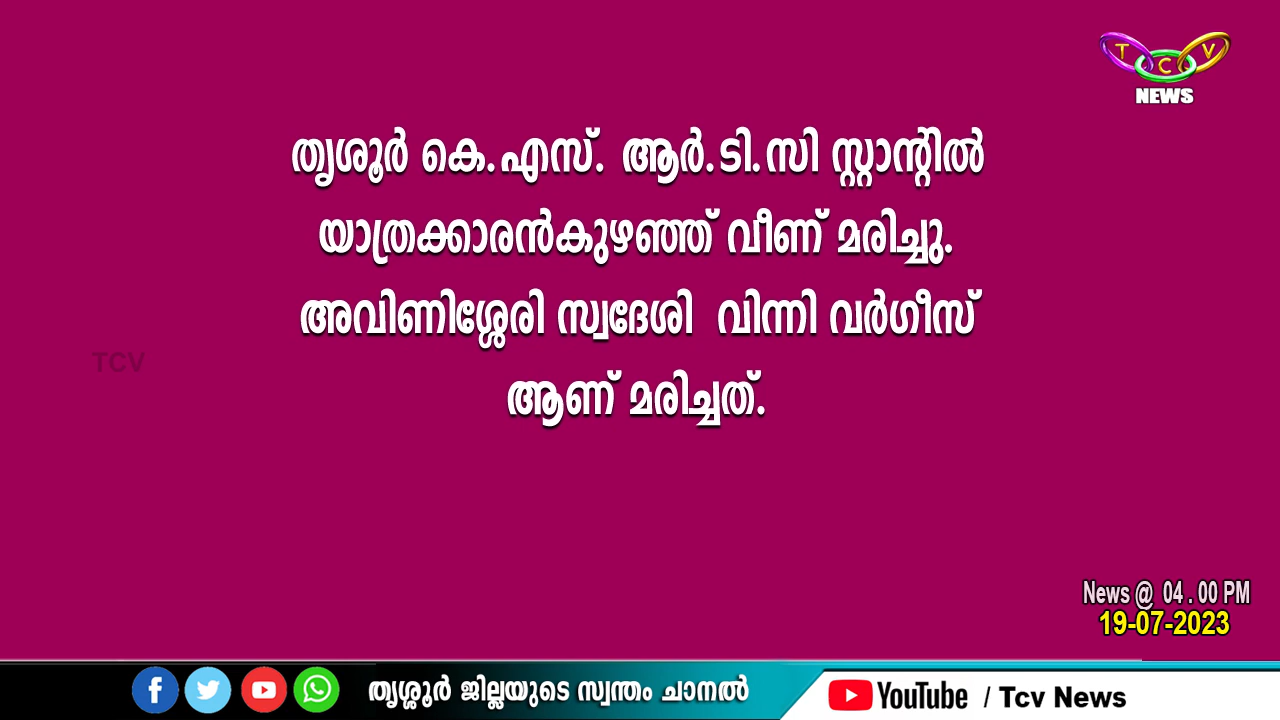 T C V
NEWS
തൃശൂർ കെ.എസ്. ആർ.ടി.സി സ്റ്റാന്റിൽ
യാത്രക്കാരൻകുഴഞ്ഞ് വീണ് മരിച്ചു.
അവിണിശ്ശേരി സ്വദേശി വിന്നി വർഗീസ്
TCV
ആണ് മരിച്ചത്.
News @ 04 . 00 PM
19-07-2023
തൃശ്ശൂർ ജില്ലയുടെ സ്വന്തം ചാനൽ
YouTube / Tcv News